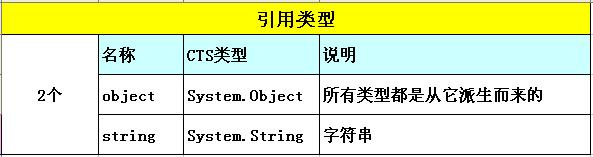 引用类型
名称 CTS类型 说明
2个
object System.Object 所有类型都是从它派生而来的
string System.String 字符串